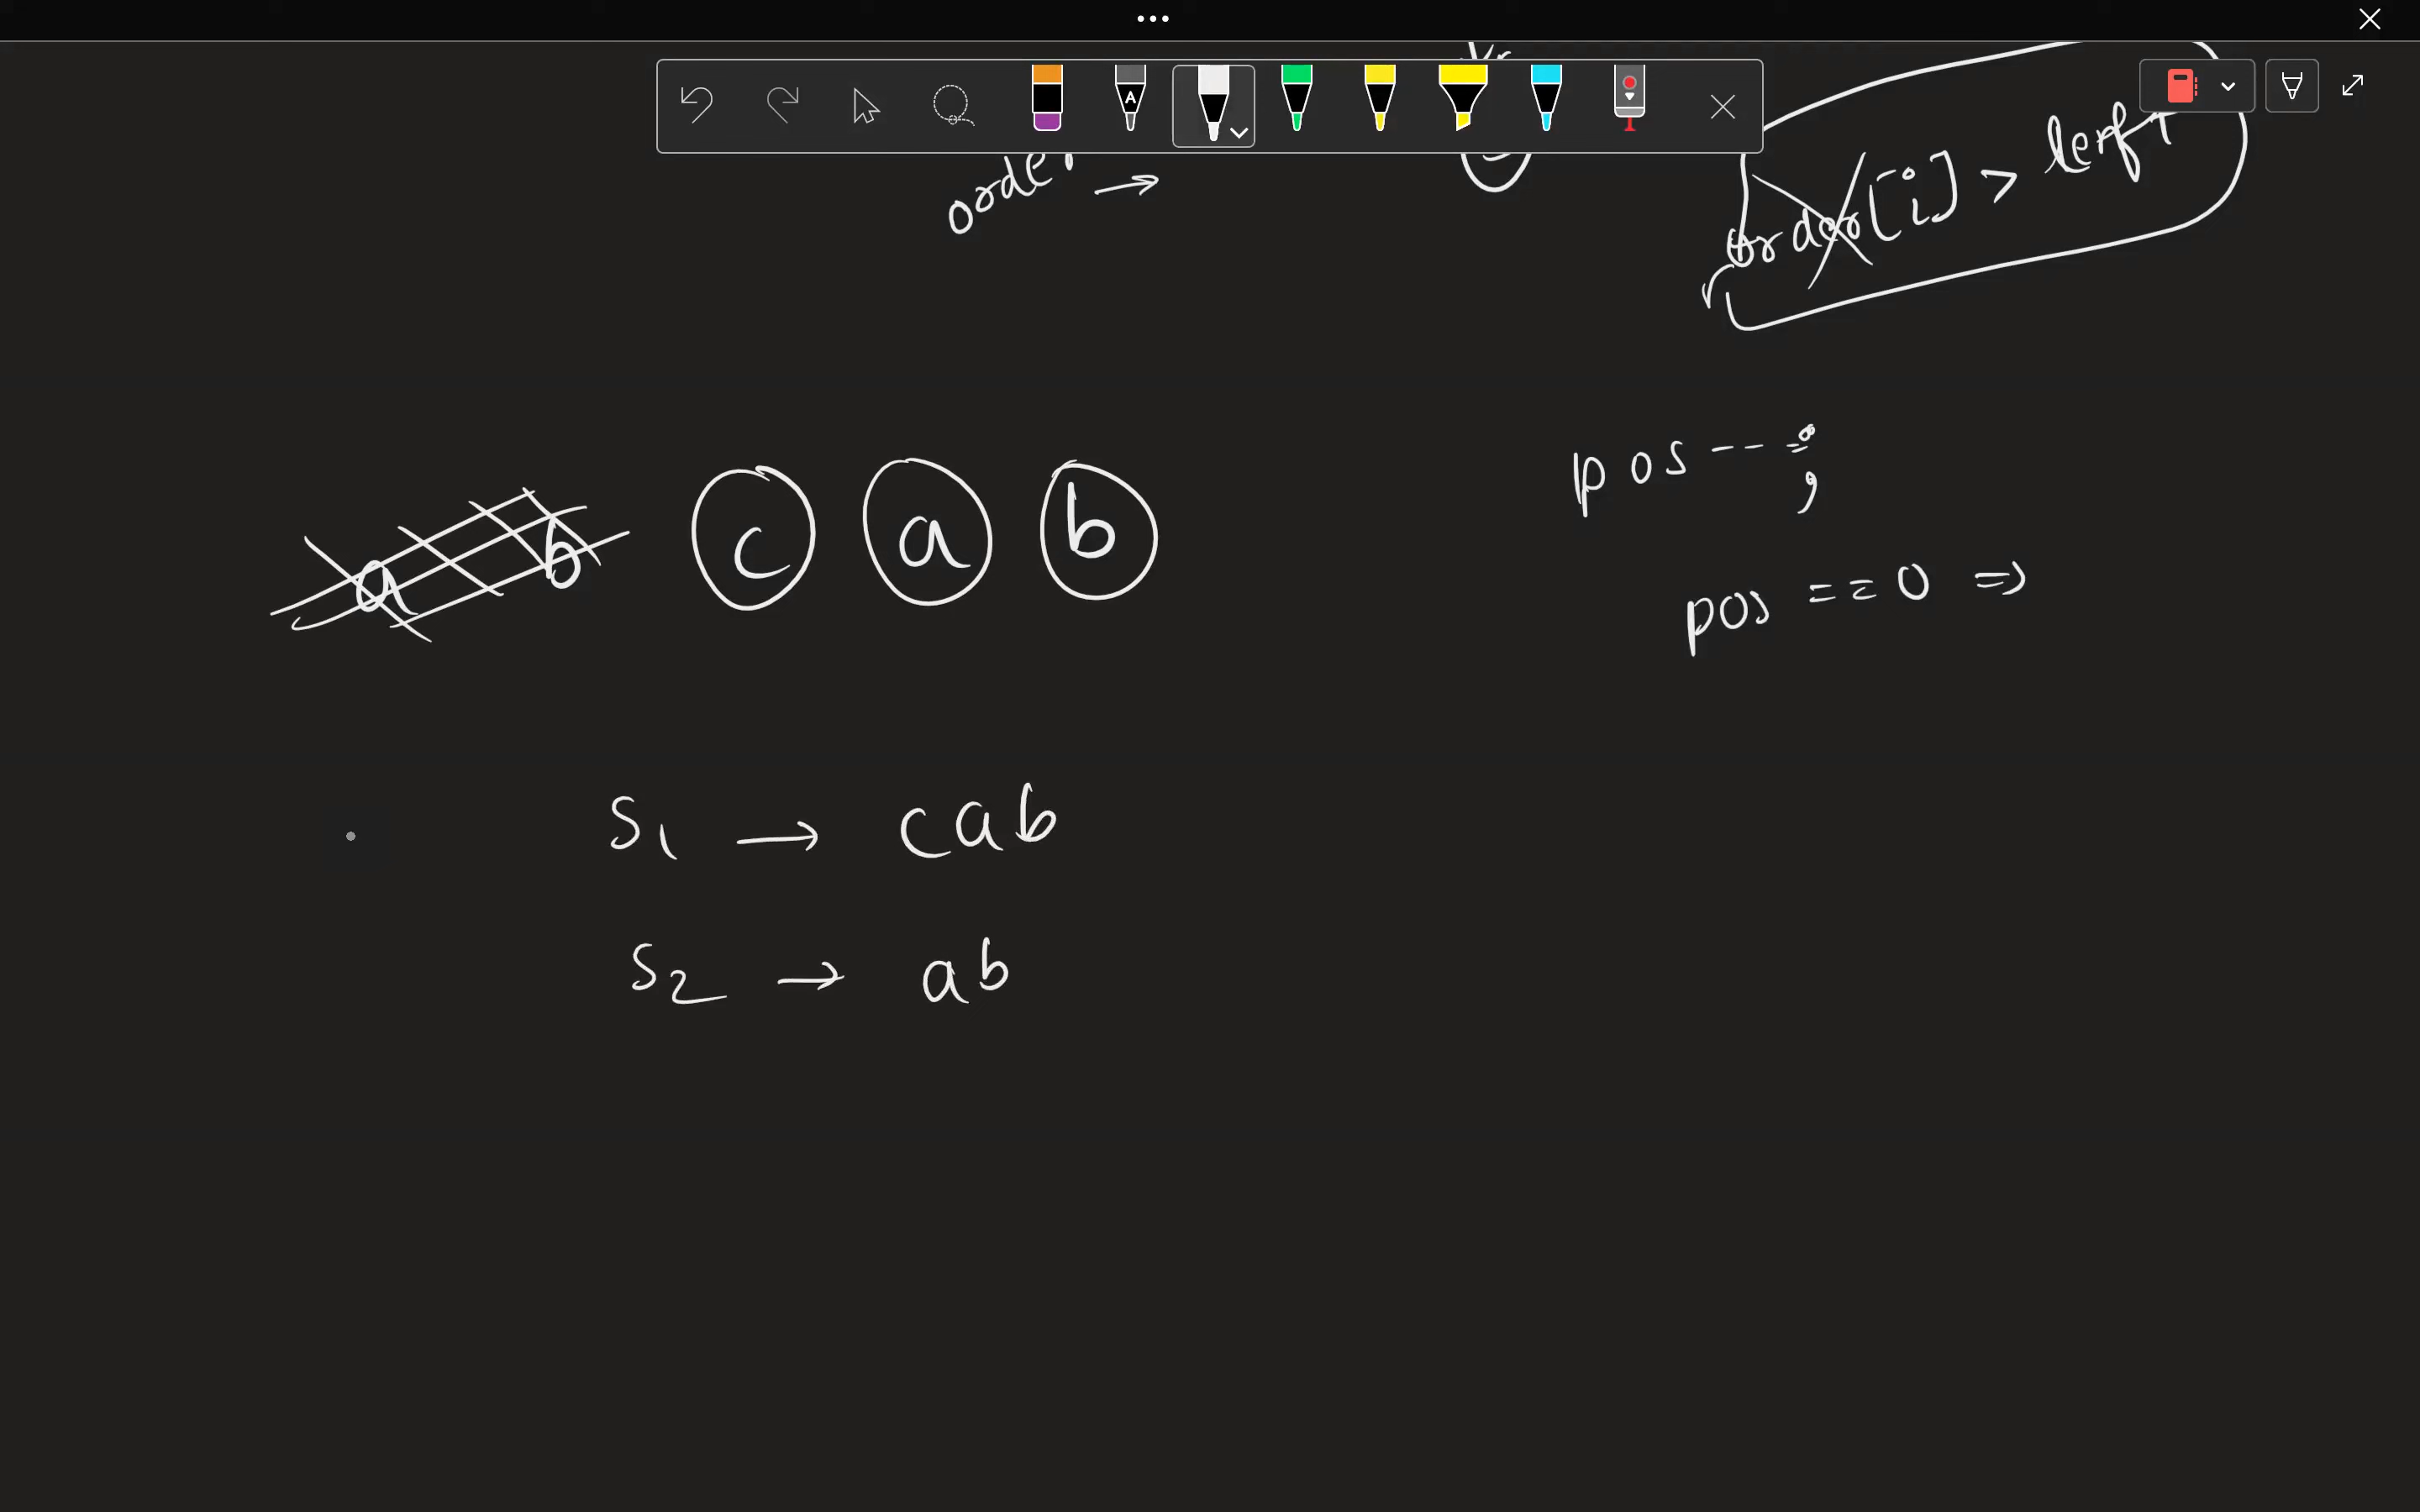 order →
order[i] > left
pos--;
a b c a b
pos == 0 ⇒
s1 → cab
s2 → ab